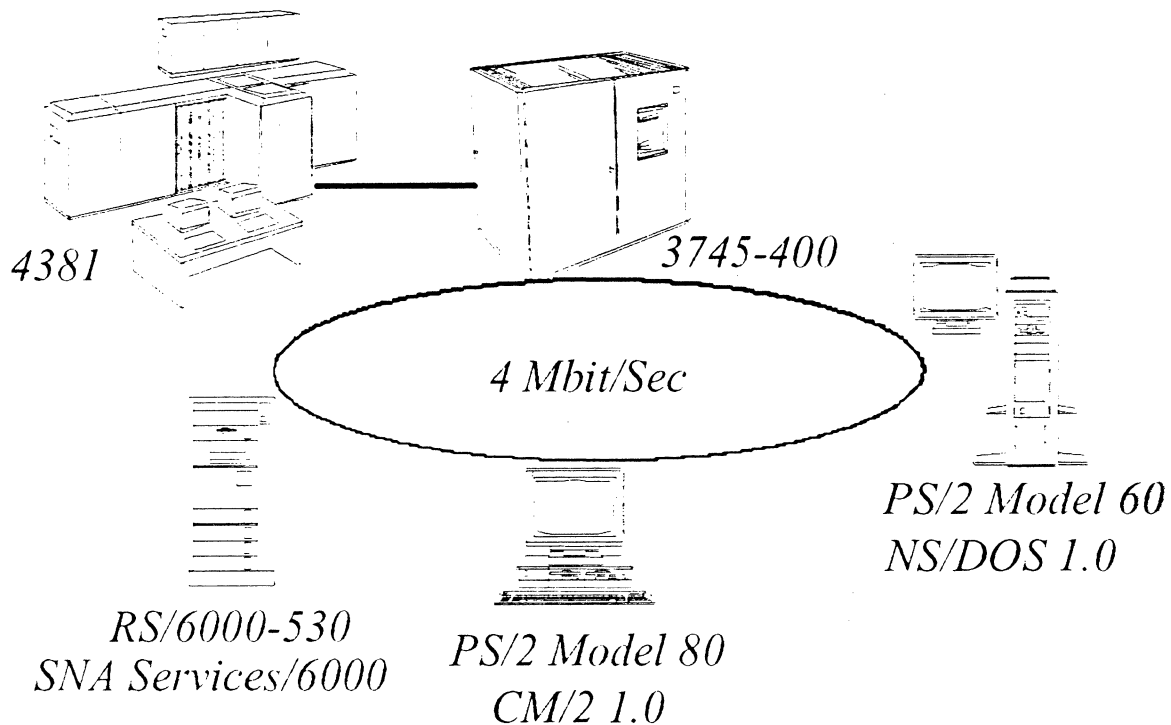 4381
3745-400
4 Mbit/Sec
PS/2 Model 60
NS/DOS 1.0
RS/6000-530
SNA Services/6000
PS/2 Model 80
CM/2 1.0